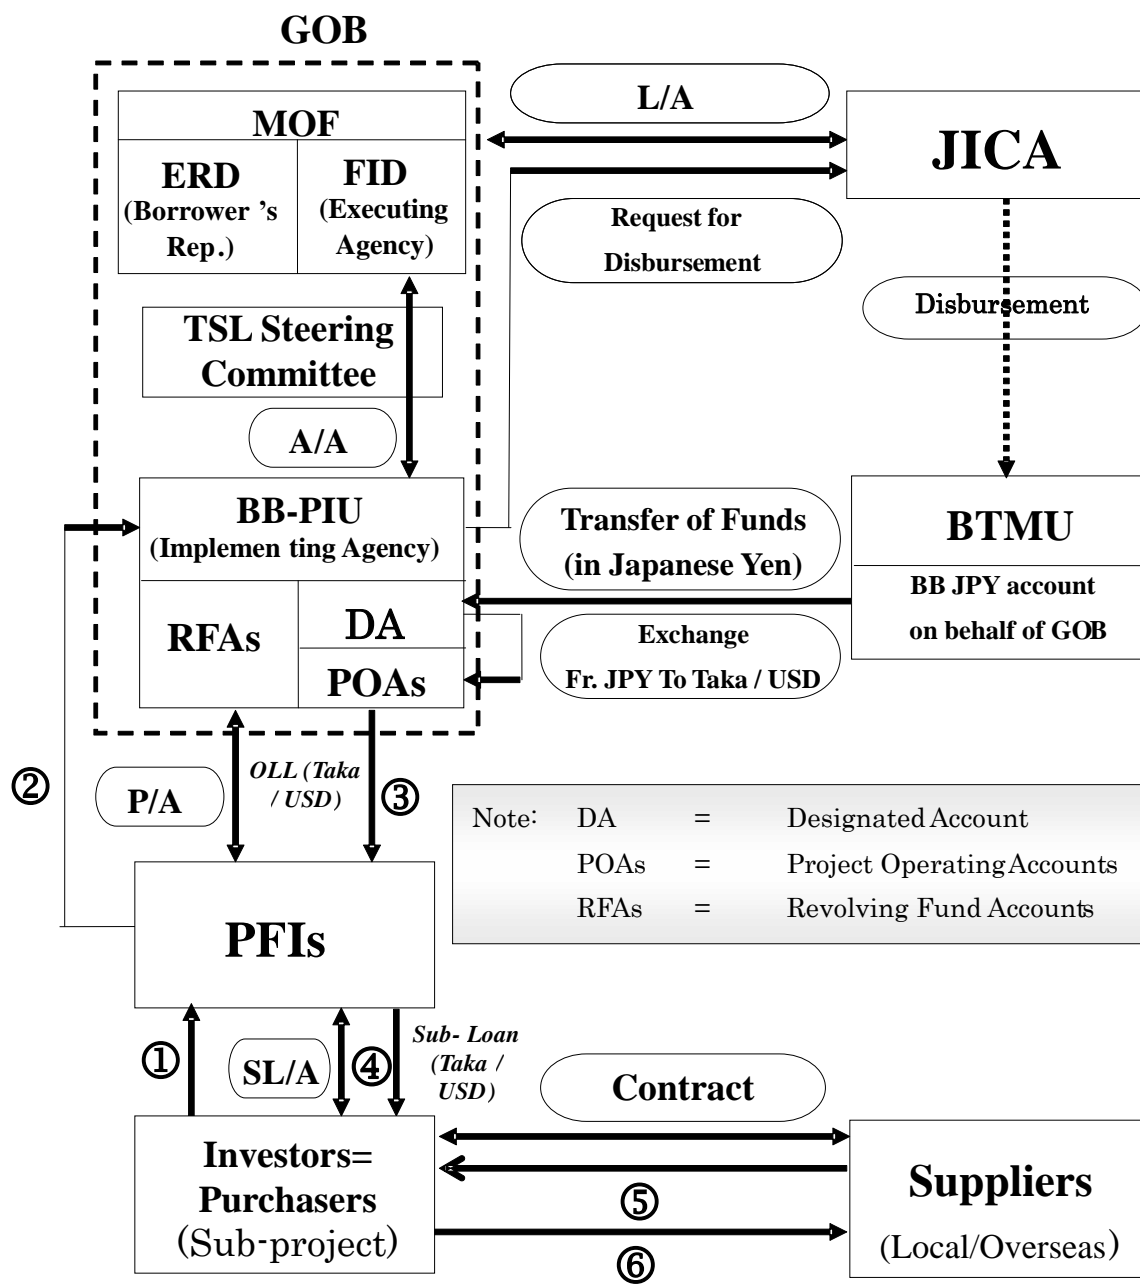 GOB
MOF
ERD
(Borrower 's
Rep.)
FID
(Executing
Agency)
L/A
JICA
Request for
Disbursement
Disbursement
TSL Steering
Committee
A/A
BB-PIU
(Implemen ting Agency)
RFAs
DA
POAs
Transfer of Funds
(in Japanese Yen)
Exchange
Fr. JPY To Taka / USD
BTMU
BB JPY account
on behalf of GOB
②
P/A
OLL (Taka
/ USD)
③
Note: DA = Designated Account
POAs = Project Operating Accounts
RFAs = Revolving Fund Accounts
PFIs
①
SL/A
④
Sub- Loan
(Taka /
USD)
Contract
Investors=
Purchasers
(Sub-project)
⑤
⑥
Suppliers
(Local/Overseas)